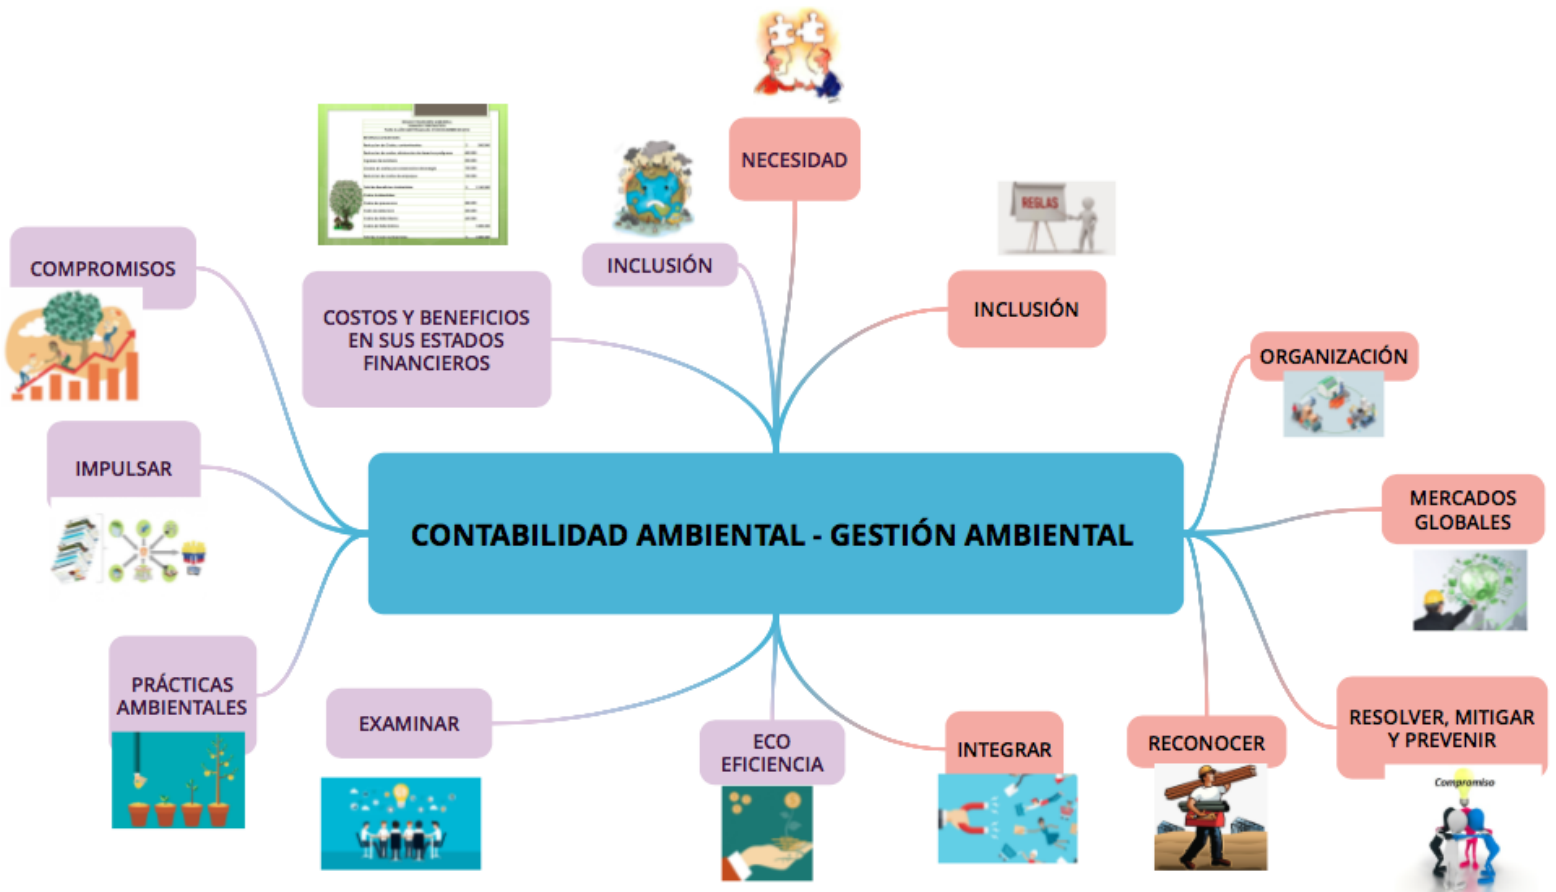 NECESIDAD
REGLAS
INCLUSIÓN
INCLUSIÓN
COMPROMISOS
COSTOS Y BENEFICIOS
EN SUS ESTADOS
FINANCIEROS
ORGANIZACIÓN
IMPULSAR
MERCADOS
GLOBALES
CONTABILIDAD AMBIENTAL - GESTIÓN AMBIENTAL
PRÁCTICAS
AMBIENTALES
EXAMINAR
ECO
EFICIENCIA
INTEGRAR
RECONOCER
RESOLVER, MITIGAR
Y PREVENIR
Compromiso